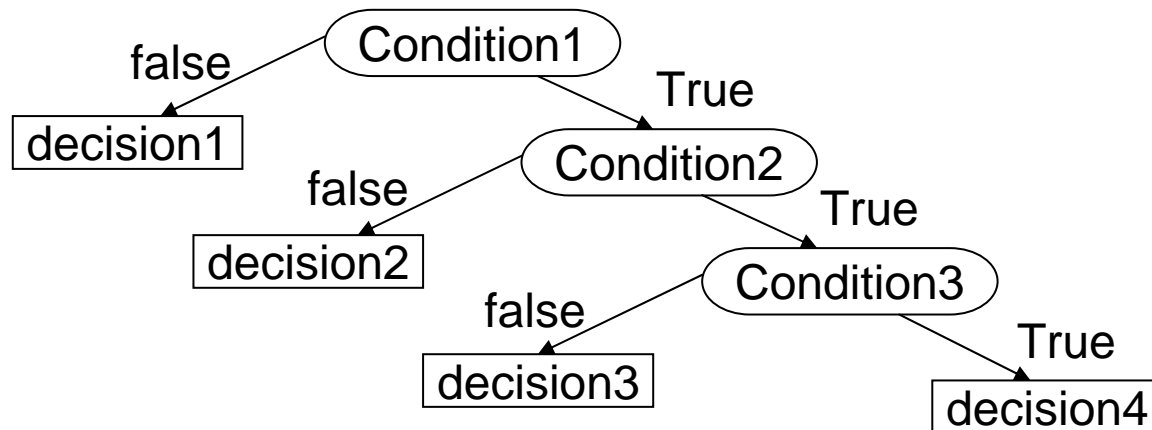 Condition1
false
True
decision1
Condition2
false
True
decision2
Condition3
false
True
decision3
decision4